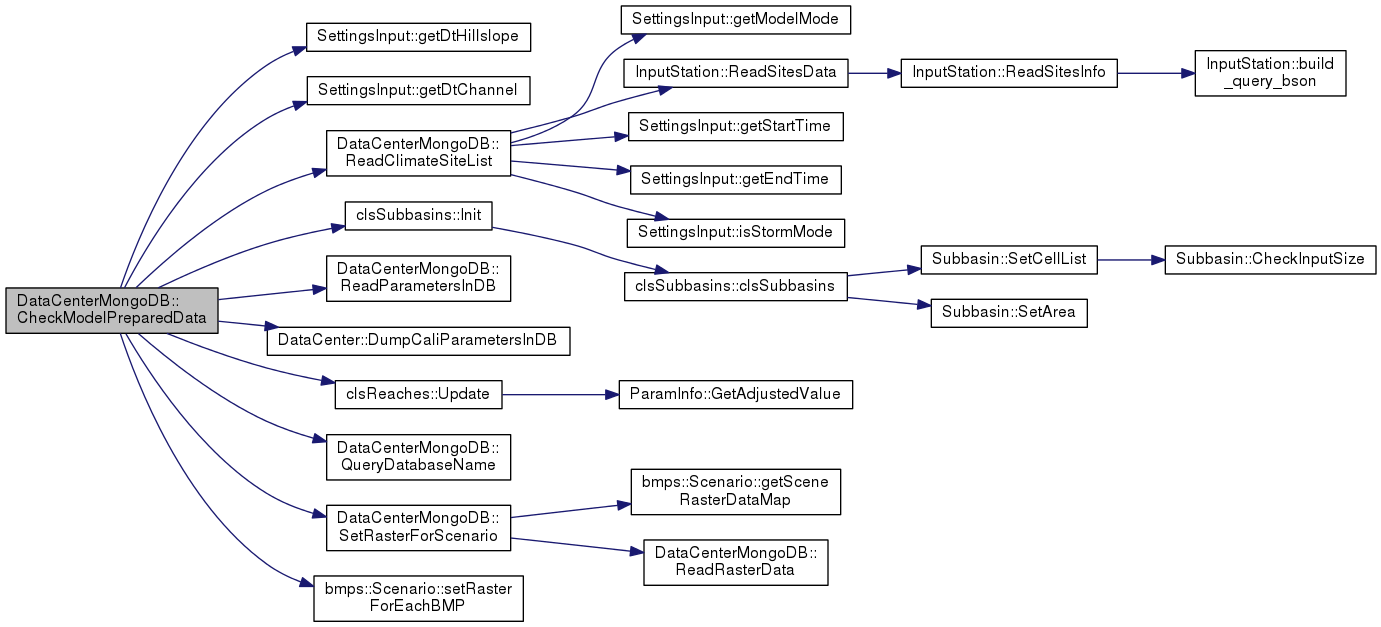 DataCenterMongoDB::
CheckModelPreparedData
SettingsInput::getDtHillslope
SettingsInput::getDtChannel
DataCenterMongoDB::
ReadClimateSiteList
SettingsInput::getModelMode
InputStation::ReadSitesData
InputStation::ReadSitesInfo
InputStation::build
_query_bson
SettingsInput::getStartTime
SettingsInput::getEndTime
SettingsInput::isStormMode
clsSubbasins::Init
clsSubbasins::clsSubbasins
Subbasin::SetCellList
Subbasin::CheckInputSize
Subbasin::SetArea
DataCenterMongoDB::
ReadParametersInDB
DataCenter::DumpCaliParametersInDB
clsReaches::Update
ParamInfo::GetAdjustedValue
DataCenterMongoDB::
QueryDatabaseName
DataCenterMongoDB::
SetRasterForScenario
bmps::Scenario::getScene
RasterDataMap
DataCenterMongoDB::
ReadRasterData
bmps::Scenario::setRaster
ForEachBMP